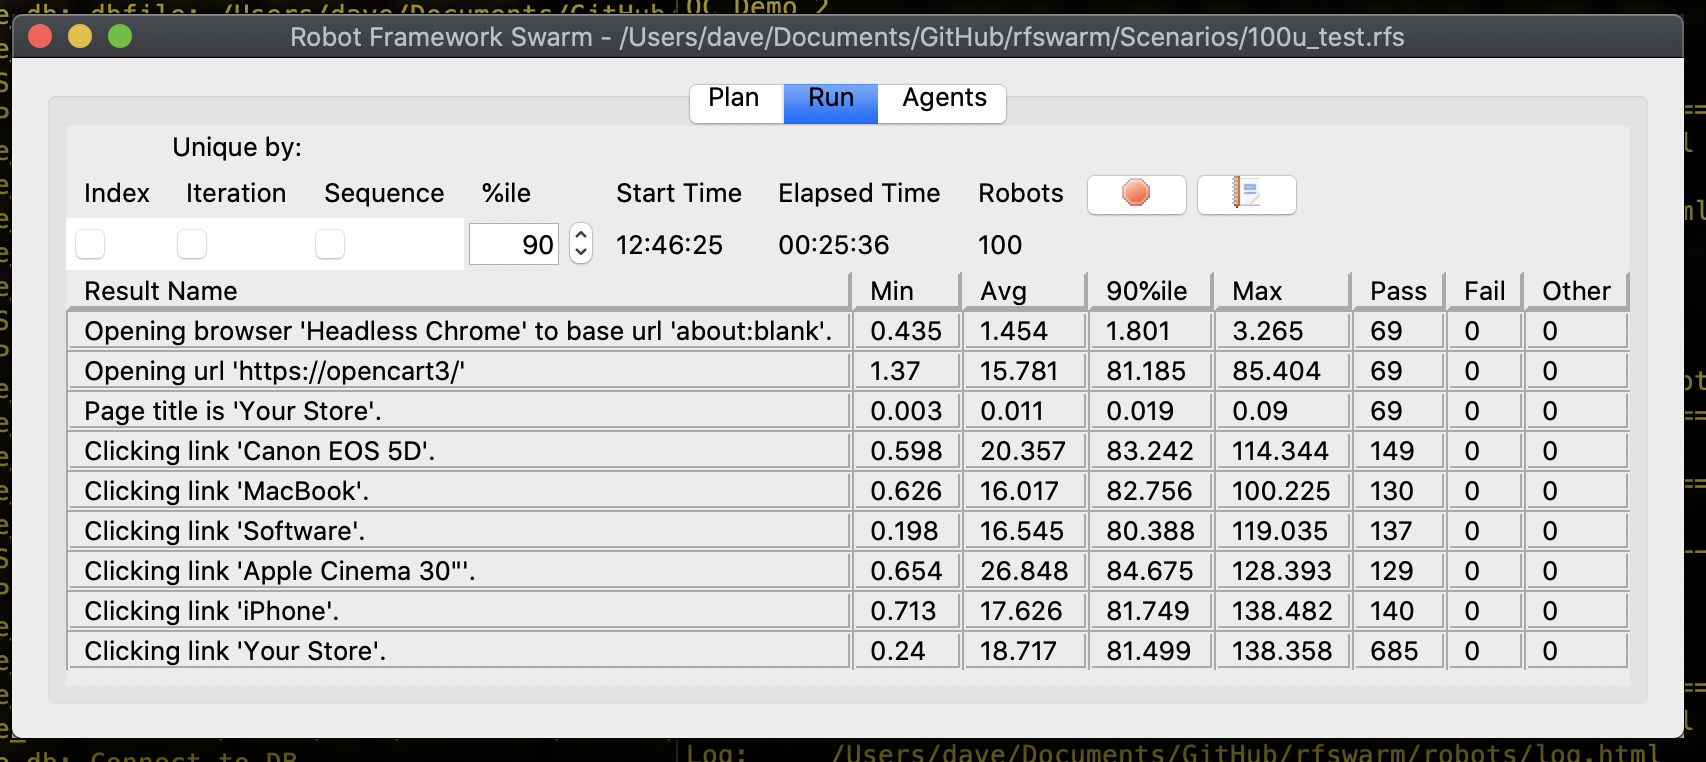 e_db: dbfile: /Users/dave/Documents/GitHub/
OC Demo 2
Robot Framework Swarm - /Users/dave/Documents/GitHub/rfswarm/Scenarios/100u_test.rfs
Plan Run Agents
Unique by:
Index Iteration Sequence %ile Start Time Elapsed Time Robots
90 12:46:25 00:25:36 100
Result Name Min Avg 90%ile Max Pass Fail Other
Opening browser 'Headless Chrome' to base url 'about:blank'. 0.435 1.454 1.801 3.265 69 0 0
Opening url 'https://opencart3/' 1.37 15.781 81.185 85.404 69 0 0
Page title is 'Your Store'. 0.003 0.011 0.019 0.09 69 0 0
Clicking link 'Canon EOS 5D'. 0.598 20.357 83.242 114.344 149 0 0
Clicking link 'MacBook'. 0.626 16.017 82.756 100.225 130 0 0
Clicking link 'Software'. 0.198 16.545 80.388 119.035 137 0 0
Clicking link 'Apple Cinema 30"'. 0.654 26.848 84.675 128.393 129 0 0
Clicking link 'iPhone'. 0.713 17.626 81.749 138.482 140 0 0
Clicking link 'Your Store'. 0.24 18.717 81.499 138.358 685 0 0
e_db: Connect to DB
Log: /Users/dave/Documents/GitHub/rfswarm/robots/log.html